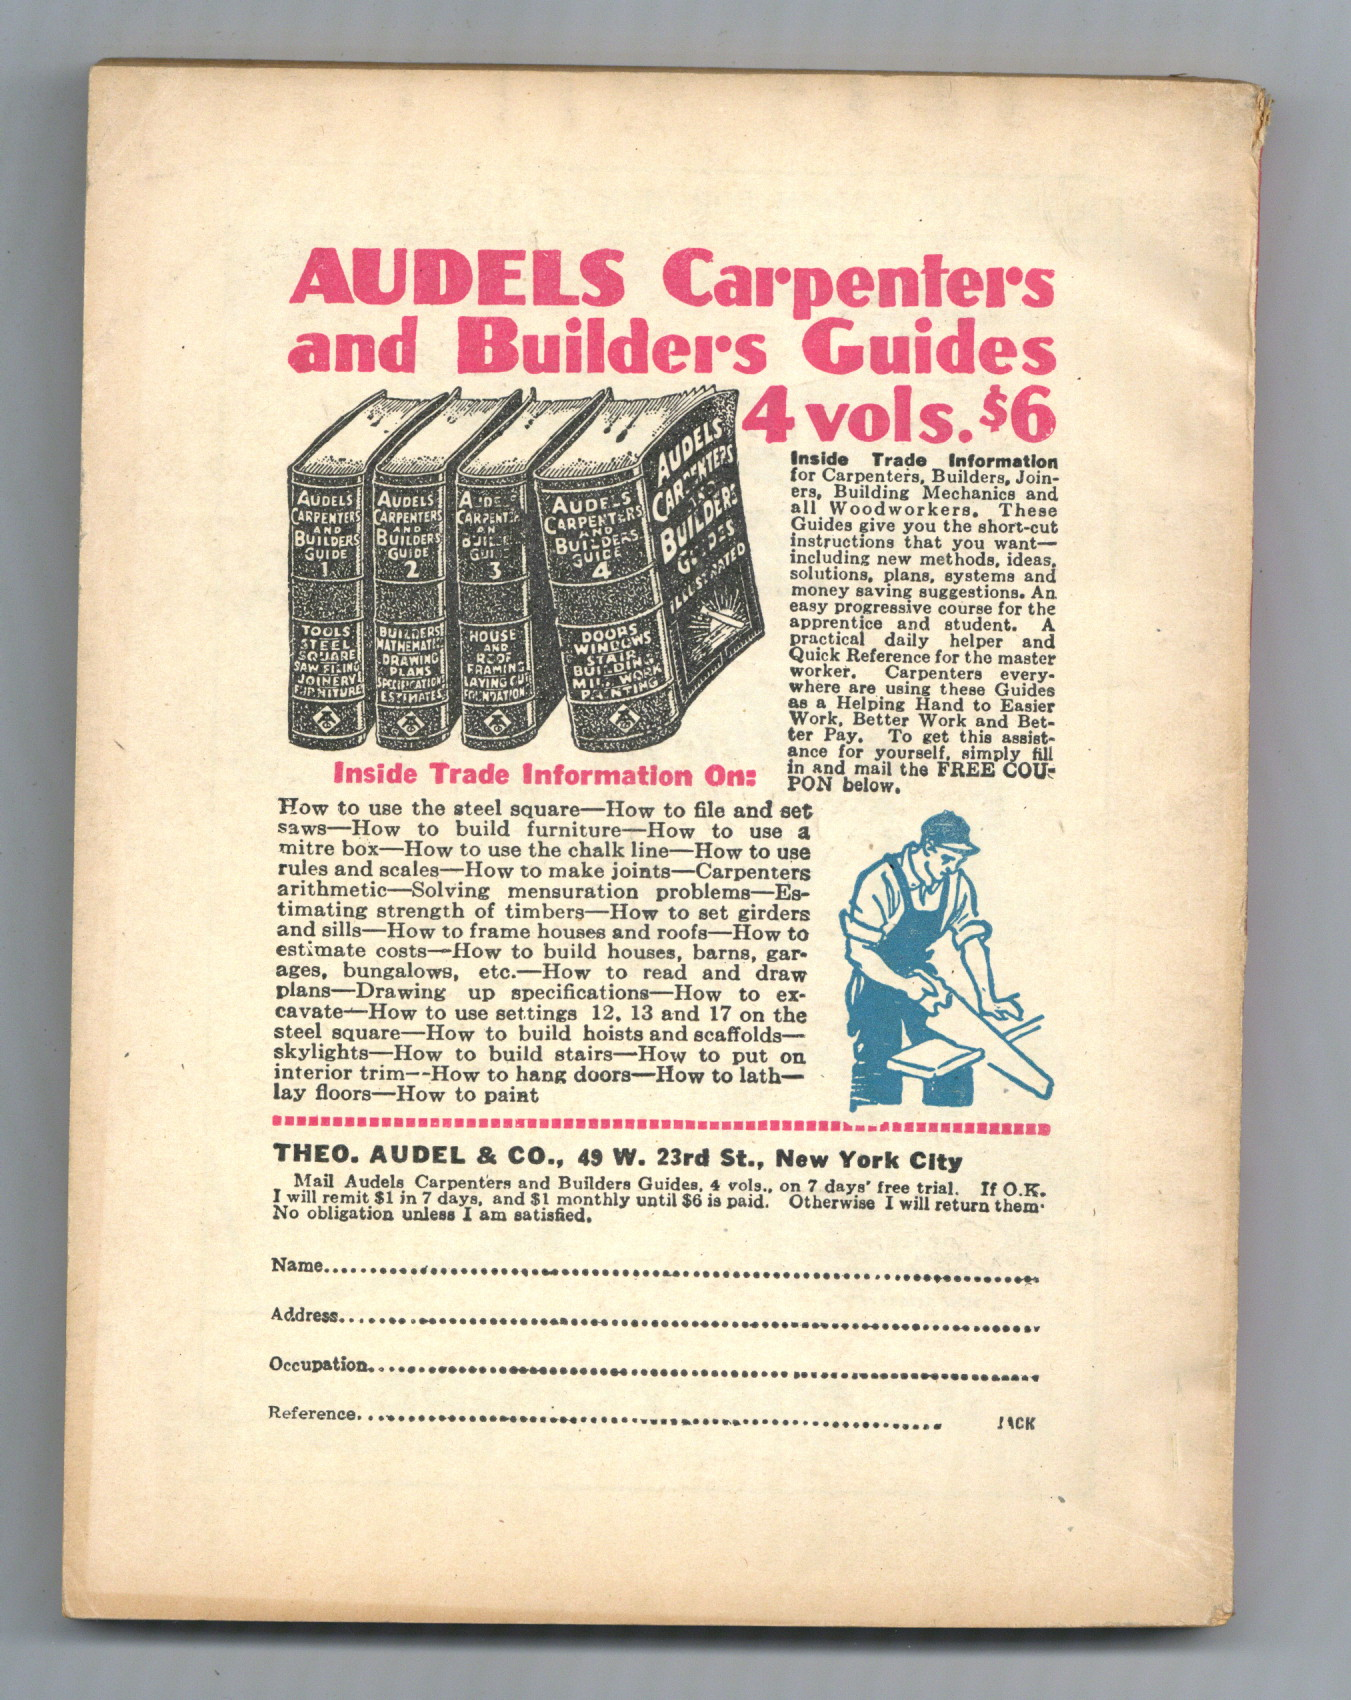 AUDELS Carpenters
and Builders Guides
4 vols. $6
AUDELS
CARPENTERS
AND
BUILDERS
GUIDE
1
TOOLS
STEEL
SQUARE
SAW FILING
JOINERY
FURNITURE
AUDELS
CARPENTERS
AND
BUILDERS
GUIDE
2
BUILDERS
MATHEMATICS
DRAWING
PLANS
SPECIFICATIONS
ESTIMATES
AUDELS
CARPENTERS
AND
BUILDERS
GUIDE
3
HOUSE
AND
ROOF
FRAMING
LAYING OUT
FOUNDATION
AUDELS
CARPENTERS
AND
BUILDERS
GUIDE
4
DOORS
WINDOWS
STAIR
BUILDING
MILL WORK
PAINTING
AUDELS
CARPENTERS
AND
BUILDERS
GUIDES
ILLUSTRATED
Inside Trade Information
for Carpenters, Builders, Join-
ers, Building Mechanics and
all Woodworkers. These
Guides give you the short-cut
instructions that you want—
including new methods, ideas,
solutions, plans, systems and
money saving suggestions. An
easy progressive course for the
apprentice and student. A
practical daily helper and
Quick Reference for the master
worker. Carpenters every-
where are using these Guides
as a Helping Hand to Easier
Work, Better Work and Bet-
ter Pay. To get this assist-
ance for yourself, simply fill
in and mail the FREE COU-
PON below.
Inside Trade Information On:
How to use the steel square—How to file and set
saws—How to build furniture—How to use a
mitre box—How to use the chalk line—How to use
rules and scales—How to make joints—Carpenters
arithmetic—Solving mensuration problems—Es-
timating strength of timbers—How to set girders
and sills—How to frame houses and roofs—How to
estimate costs—How to build houses, barns, gar-
ages, bungalows, etc.—How to read and draw
plans—Drawing up specifications—How to ex-
cavate—How to use settings 12, 13 and 17 on the
steel square—How to build hoists and scaffolds—
skylights—How to build stairs—How to put on
interior trim--How to hang doors—How to lath—
lay floors—How to paint
THEO. AUDEL & CO., 49 W. 23rd St., New York City
Mail Audels Carpenters and Builders Guides, 4 vols., on 7 days' free trial. If O.K.
I will remit $1 in 7 days, and $1 monthly until $6 is paid. Otherwise I will return them.
No obligation unless I am satisfied.
Name
Address
Occupation
Reference
JACK